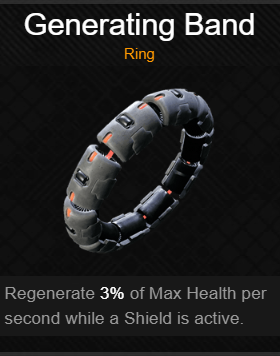 Generating Band
Ring
Regenerate 3% of Max Health per
second while a Shield is active.